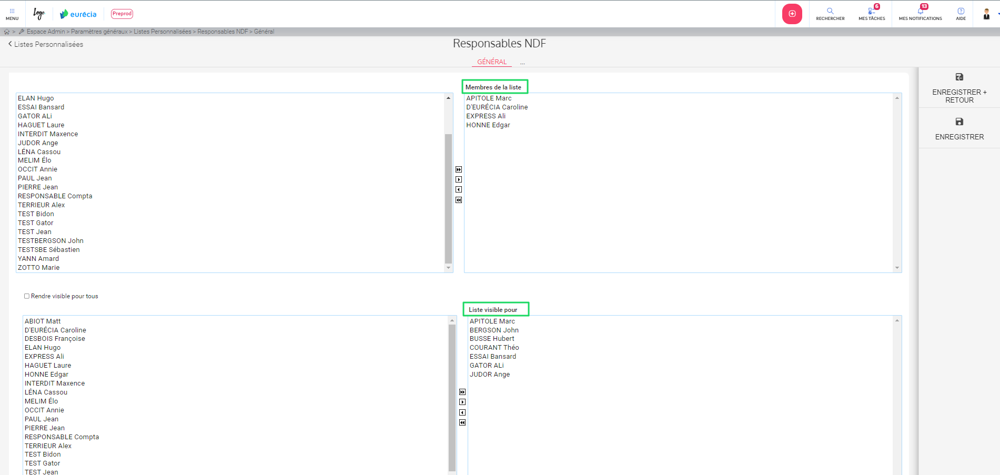 MENU
Logo
eurécia
Preprod
RECHERCHER
6
MES TÂCHES
13
MES NOTIFICATIONS
AIDE
> Espace Admin > Paramètres généraux > Listes Personnalisées > Responsables NDF > Général
Listes Personnalisées
Responsables NDF
GÉNÉRAL
...
Membres de la liste
ELAN Hugo
ESSAI Bansard
GATOR ALi
HAGUET Laure
INTERDIT Maxence
JUDOR Ange
LÉNA Cassou
MELIM Élo
OCCIT Annie
PAUL Jean
PIERRE Jean
RESPONSABLE Compta
TERRIEUR Alex
TEST Bidon
TEST Gator
TEST Jean
TESTBERGSON John
TESTSBE Sébastien
YANN Amard
ZOTTO Marie
APITOLE Marc
D'EURÉCIA Caroline
EXPRESS Ali
HONNE Edgar
ENREGISTRER +
RETOUR
ENREGISTRER
Rendre visible pour tous
Liste visible pour
ABIOT Matt
D'EURÉCIA Caroline
DESBOIS Françoise
ELAN Hugo
EXPRESS Ali
HAGUET Laure
HONNE Edgar
INTERDIT Maxence
LÉNA Cassou
MELIM Élo
OCCIT Annie
PAUL Jean
PIERRE Jean
RESPONSABLE Compta
TERRIEUR Alex
TEST Bidon
TEST Gator
TEST Jean
APITOLE Marc
BERGSON John
BUSSE Hubert
COURANT Théo
ESSAI Bansard
GATOR ALi
JUDOR Ange